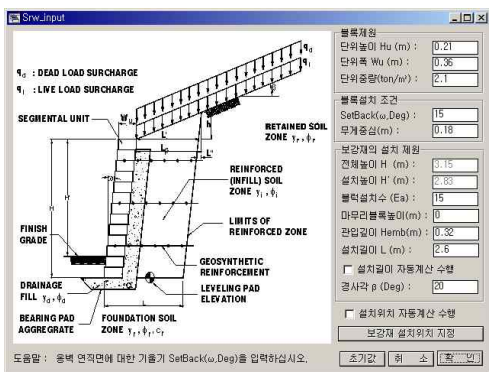 Srw_input
q d : DEAD LOAD SURCHARGE
q l : LIVE LOAD SURCHARGE
q d
q l
SEGMENTAL UNIT
W u
β
h
L'
L β
L"
RETAINED SOIL
ZONE γ r , ϕ r
ω
H
H'
REINFORCED
(INFILL) SOIL
ZONE γ i , ϕ i
LIMITS OF
REINFORCED ZONE
FINISH
GRADE
GEOSYNTHETIC
REINFORCEMENT
DRAINAGE
FILL γ d , ϕ d
LEVELING PAD
ELEVATION
L
BEARING PAD
AGGREGRATE
FOUNDATION SOIL
ZONE γ f , ϕ f , c f
블록제원
단위높이 Hu (m) : 0.21
단위폭 Wu (m) : 0.36
단위중량(ton/m³) : 2.1
블록설치 조건
SetBack(ω,Deg) : 15
무게중심(m) : 0.18
보강재의 설치 제원
전체높이 H (m) : 3.15
설치높이 H' (m) : 2.83
블럭설치수 (Ea) : 15
마무리블록높이(m) : 0
관입깊이 Hemb(m) : 0.32
설치길이 L (m) : 2.6
설치길이 자동계산 수행
경사각 β (Deg) : 20
설치위치 자동계산 수행
보강재 설치위치 지정
도움말 : 옹벽 연직면에 대한 기울기 SetBack(ω,Deg)을 입력하십시오.
초기값 취 소 확 인